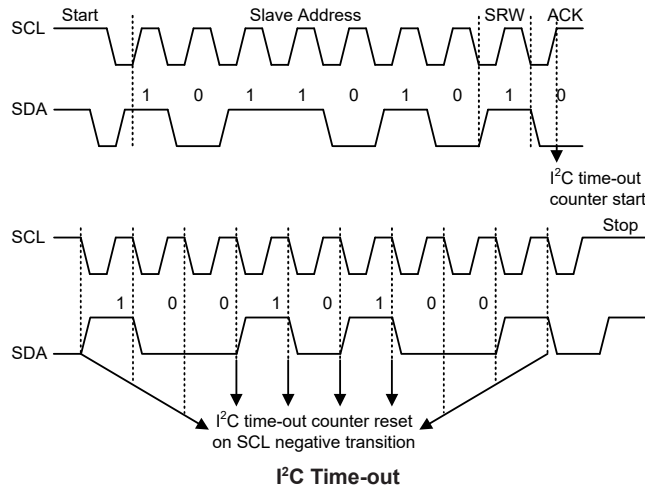 Start Slave Address SRW ACK
SCL
1 0 1 1 0 1 0 1 0
SDA
I²C time-out
counter start
Stop
SCL
1 0 0 1 0 1 0 0
SDA
I²C time-out counter reset
on SCL negative transition
I²C Time-out